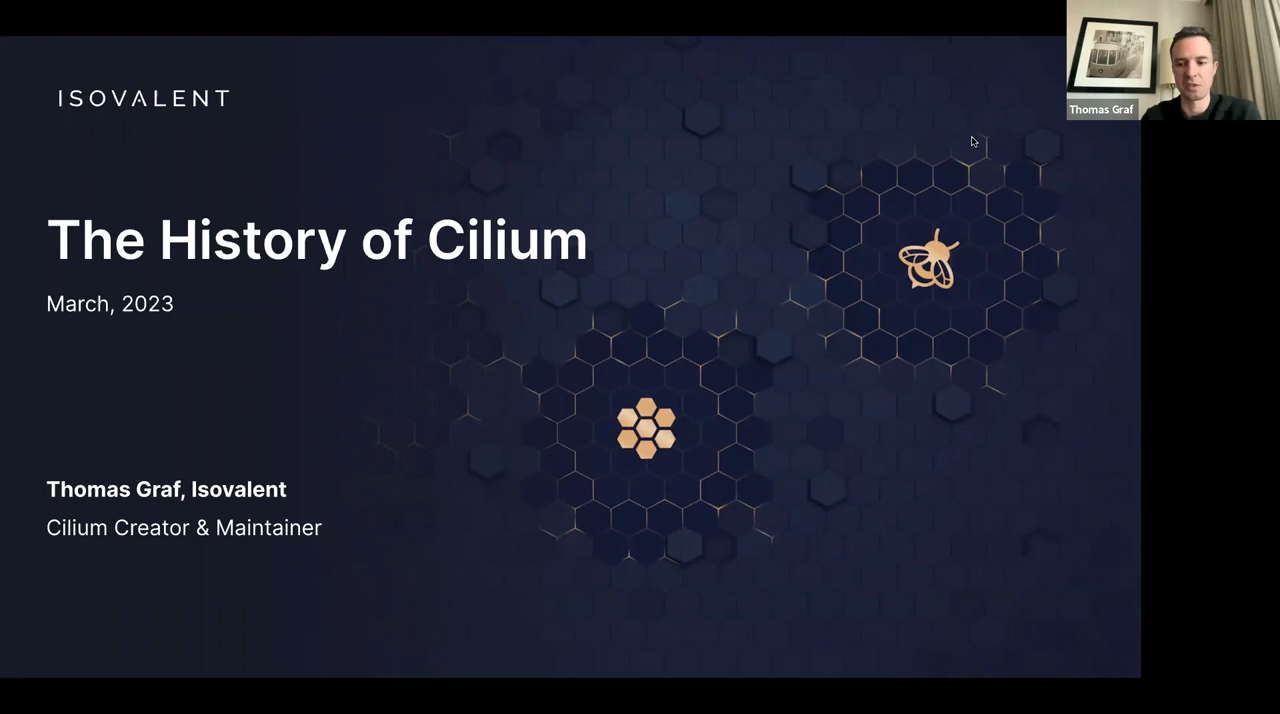 ISOVALENT
Thomas Graf
The History of Cilium
March, 2023
Thomas Graf, Isovalent
Cilium Creator & Maintainer